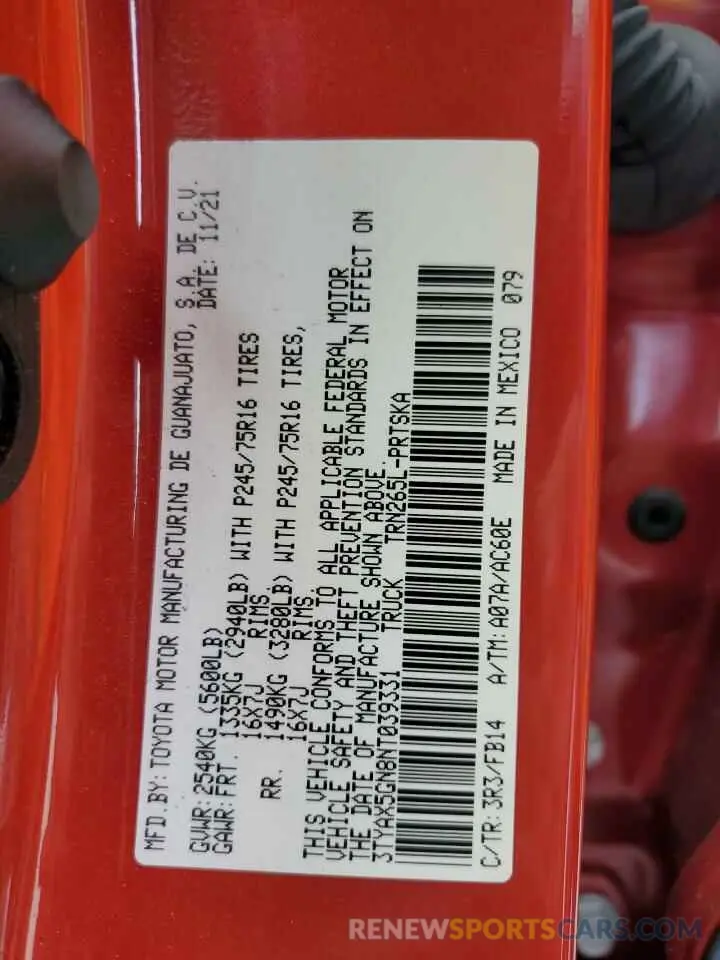 MFD.BY:TOYOTA MOTOR MANUFACTURING DE GUANAJUATO, S.A. DE C.V.
DATE: 11/21
GVWR:2540KG (5600LB)
GAWR:FRT. 1335KG (2940LB) WITH P245/75R16 TIRES
16X7J RIMS,
RR. 1490KG (3280LB) WITH P245/75R16 TIRES,
16X7J RIMS,
THIS VEHICLE CONFORMS TO ALL APPLICABLE FEDERAL MOTOR
VEHICLE SAFETY AND THEFT PREVENTION STANDARDS IN EFFECT ON
THE DATE OF MANUFACTURE SHOWN ABOVE.
3TYAX5GN8NT039331 TRUCK TRN265L-PRTSKA
C/TR:3R3/FB14 A/TM:A07A/AC60E MADE IN MEXICO 079
RENEWSPORTSCARS.COM